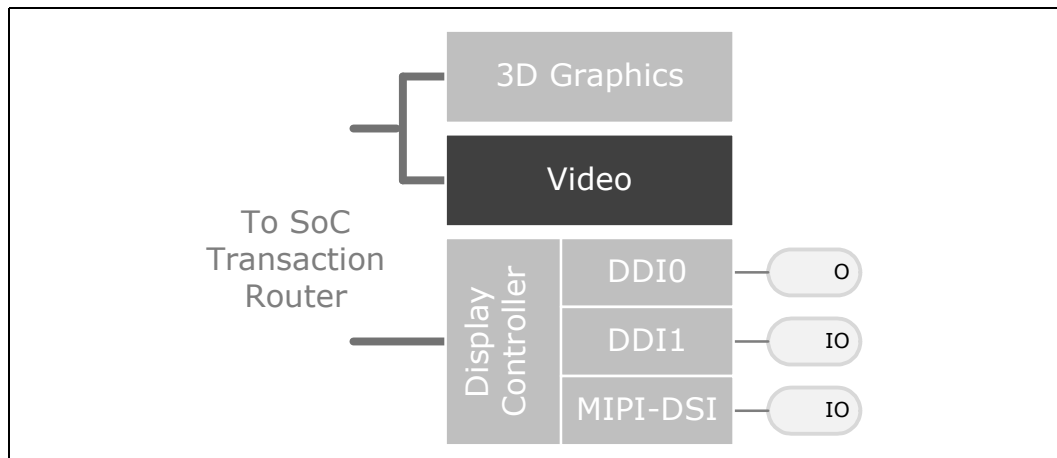 3D Graphics
Video
To SoC
Transaction
Router
Display
Controller
DDI0
O
DDI1
IO
MIPI-DSI
IO